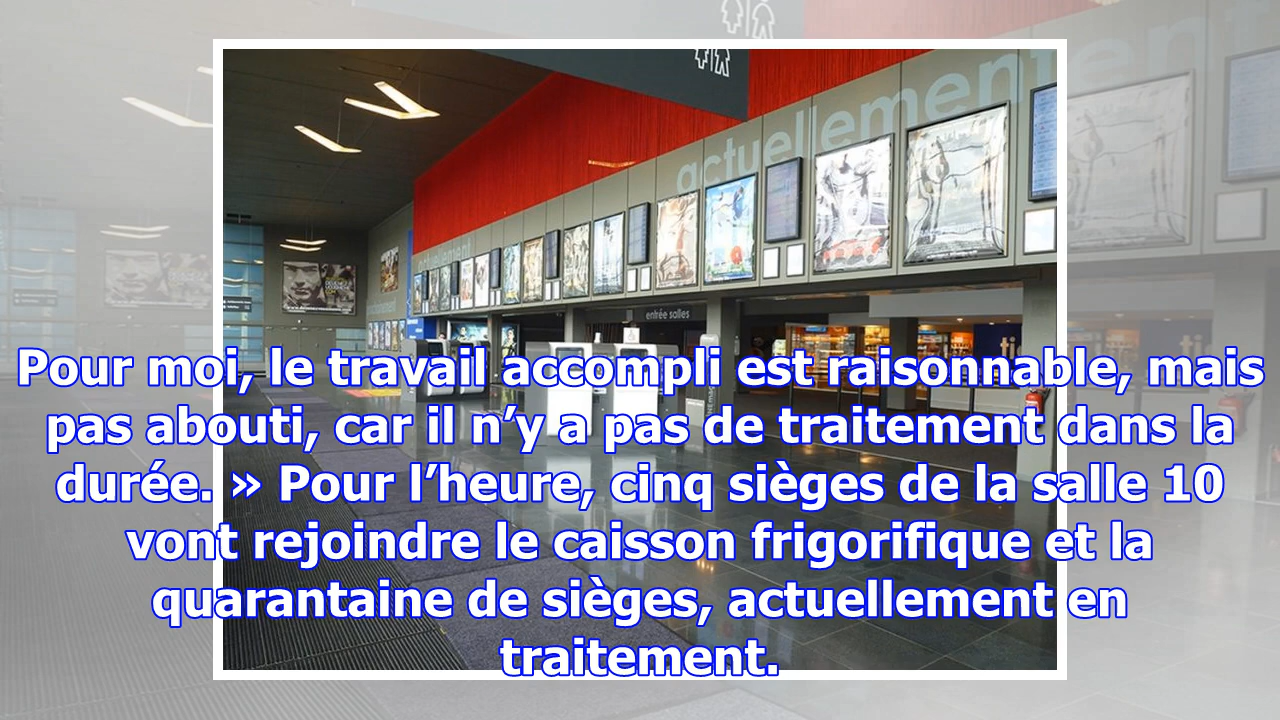 actuellement
entrée salles
Pour moi, le travail accompli est raisonnable, mais
pas abouti, car il n’y a pas de traitement dans la
durée. » Pour l’heure, cinq sièges de la salle 10
vont rejoindre le caisson frigorifique et la
quarantaine de sièges, actuellement en
traitement.